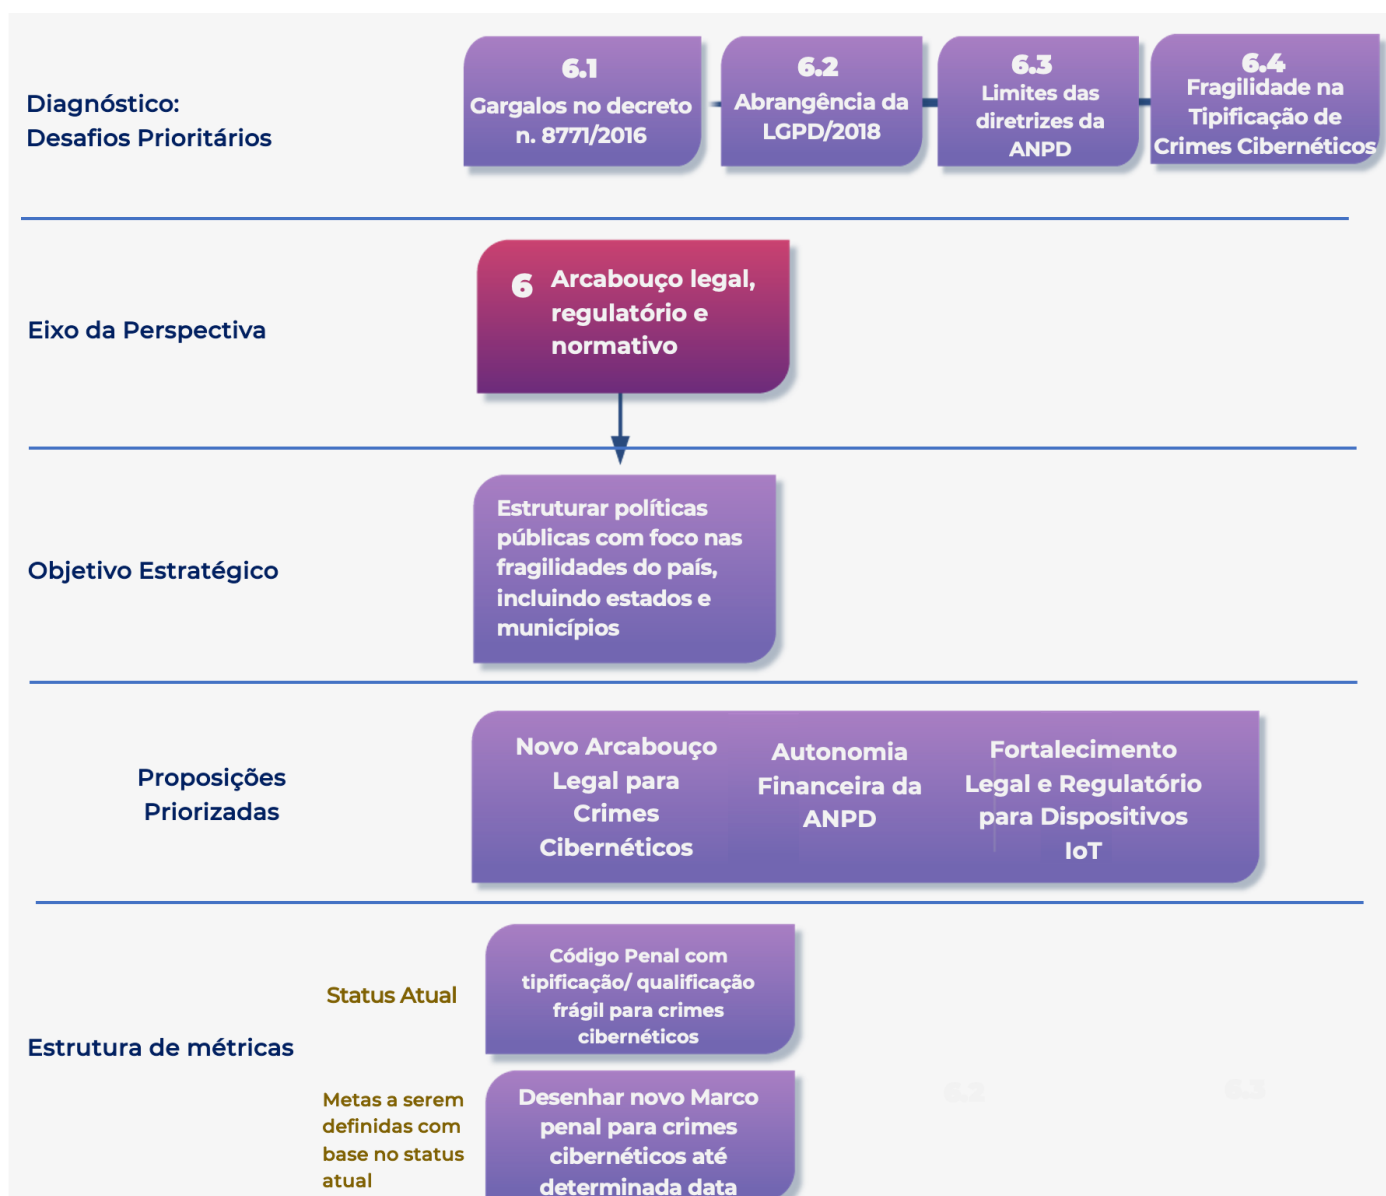 Diagnóstico:
Desafios Prioritários
6.1
Gargalos no decreto
n. 8771/2016
6.2
Abrangência da
LGPD/2018
6.3
Limites das
diretrizes da
ANPD
6.4
Fragilidade na
Tipificação de
Crimes Cibernéticos
Eixo da Perspectiva
6
Arcabouço legal,
regulatório e
normativo
Objetivo Estratégico
Estruturar políticas
públicas com foco nas
fragilidades do país,
incluindo estados e
municípios
Proposições
Priorizadas
Novo Arcabouço
Legal para
Crimes
Cibernéticos
Autonomia
Financeira da
ANPD
Fortalecimento
Legal e Regulatório
para Dispositivos
IoT
Estrutura de métricas
Status Atual
Código Penal com
tipificação/ qualificação
frágil para crimes
cibernéticos
Metas a serem
definidas com
base no status
atual
Desenhar novo Marco
penal para crimes
cibernéticos até
determinada data
6.2
6.3